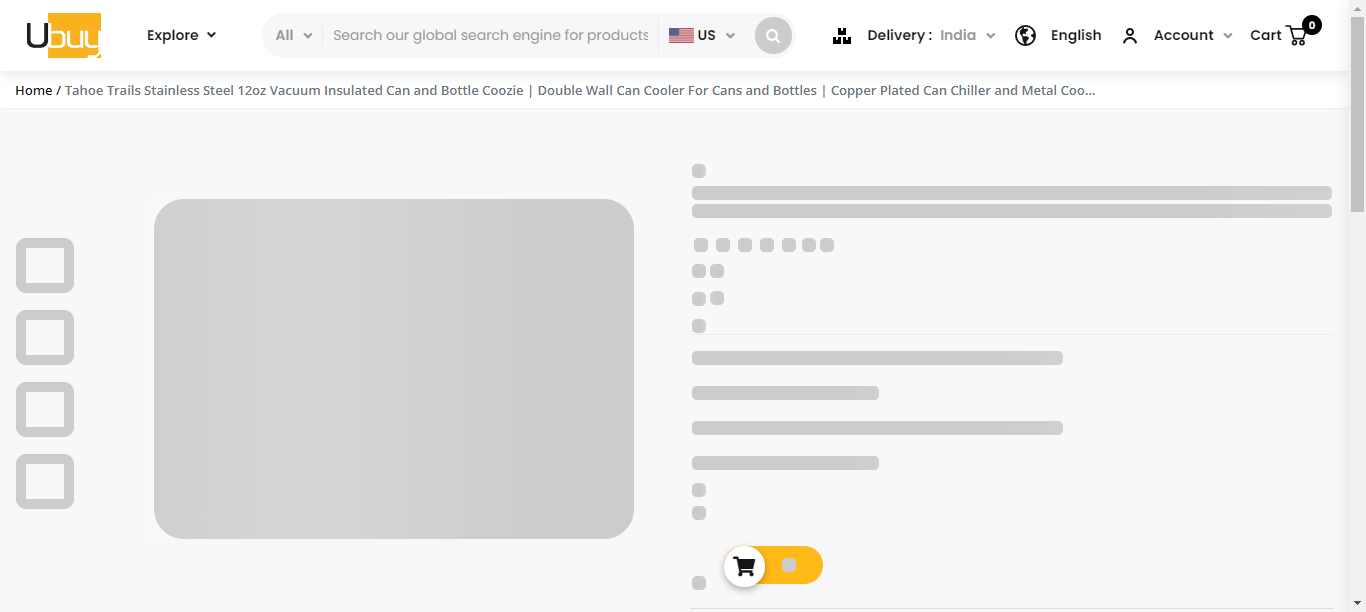 Ubuy
Explore
All
Search our global search engine for products
US
Delivery : India
English
Account
Cart
0
Home / Tahoe Trails Stainless Steel 12oz Vacuum Insulated Can and Bottle Coozie | Double Wall Can Cooler For Cans and Bottles | Copper Plated Can Chiller and Metal Coo...